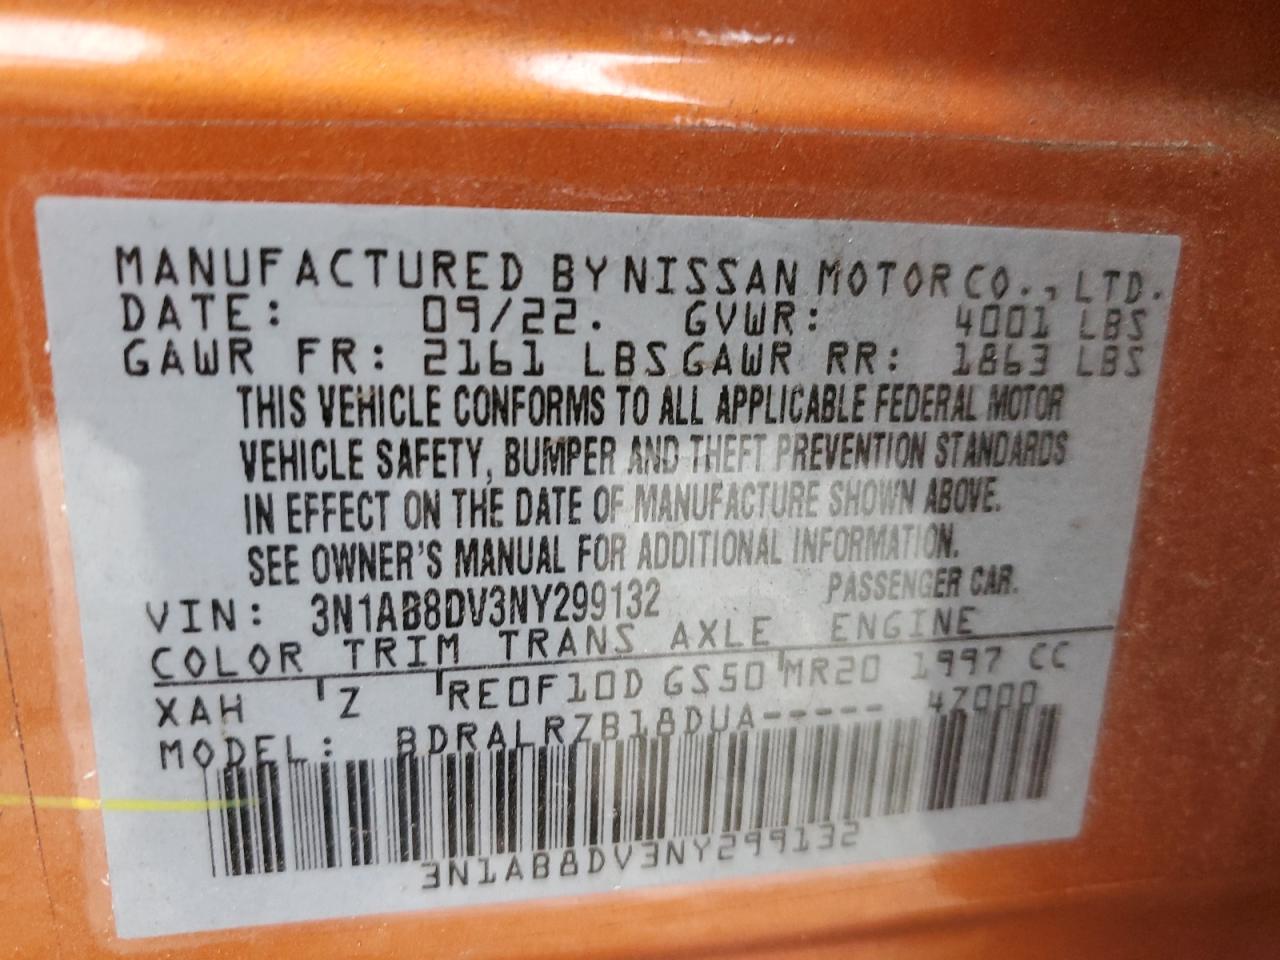 MANUFACTURED BY NISSAN MOTOR CO., LTD.
DATE: 09/22. GVWR: 4001 LBS
GAWR FR: 2161 LBS GAWR RR: 1863 LBS
THIS VEHICLE CONFORMS TO ALL APPLICABLE FEDERAL MOTOR
VEHICLE SAFETY, BUMPER AND THEFT PREVENTION STANDARDS
IN EFFECT ON THE DATE OF MANUFACTURE SHOWN ABOVE.
SEE OWNER'S MANUAL FOR ADDITIONAL INFORMATION.
VIN: 3N1AB8DV3NY299132 PASSENGER CAR.
COLOR TRIM TRANS AXLE ENGINE
XAH Z RE0F10D GS50 MR20 1997 CC
MODEL: BDRALRZB18DUA----- 47000
3N1AB8DV3NY299132